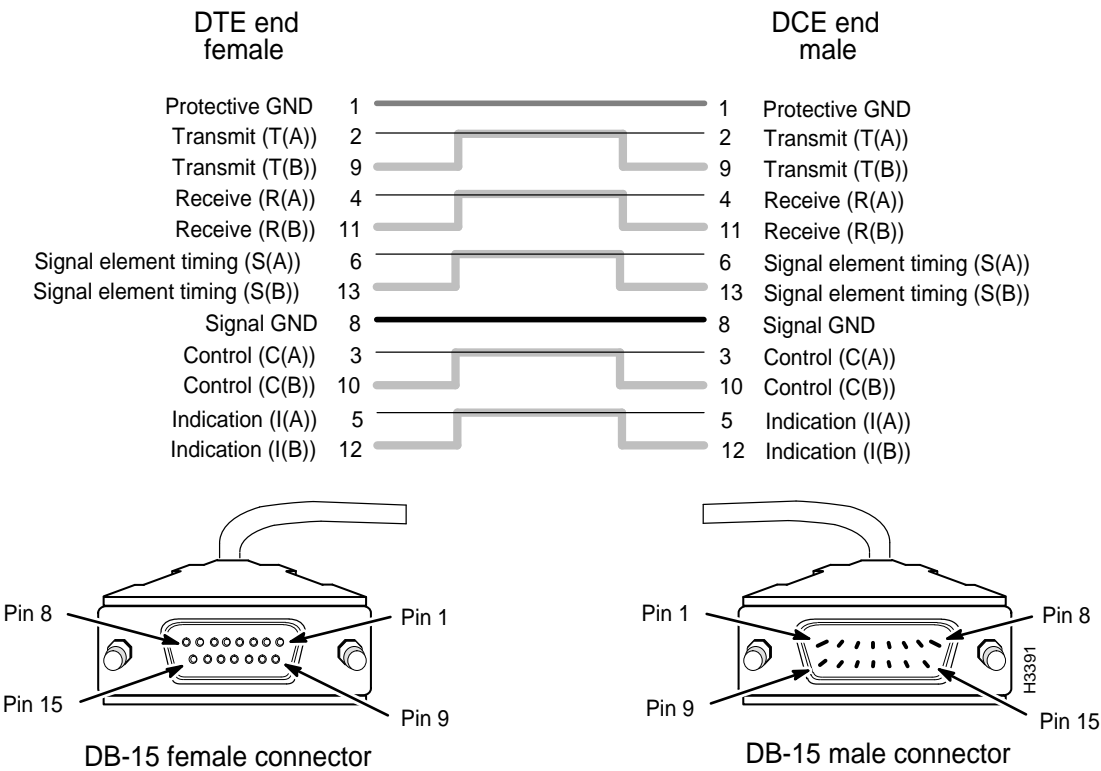 DTE end
female
DCE end
male
Protective GND 1 1 Protective GND
Transmit (T(A)) 2 2 Transmit (T(A))
Transmit (T(B)) 9 9 Transmit (T(B))
Receive (R(A)) 4 4 Receive (R(A))
Receive (R(B)) 11 11 Receive (R(B))
Signal element timing (S(A)) 6 6 Signal element timing (S(A))
Signal element timing (S(B)) 13 13 Signal element timing (S(B))
Signal GND 8 8 Signal GND
Control (C(A)) 3 3 Control (C(A))
Control (C(B)) 10 10 Control (C(B))
Indication (I(A)) 5 5 Indication (I(A))
Indication (I(B)) 12 12 Indication (I(B))
Pin 8
Pin 1
Pin 15
Pin 9
DB-15 female connector
Pin 1
Pin 8
Pin 9
Pin 15
H3391
DB-15 male connector